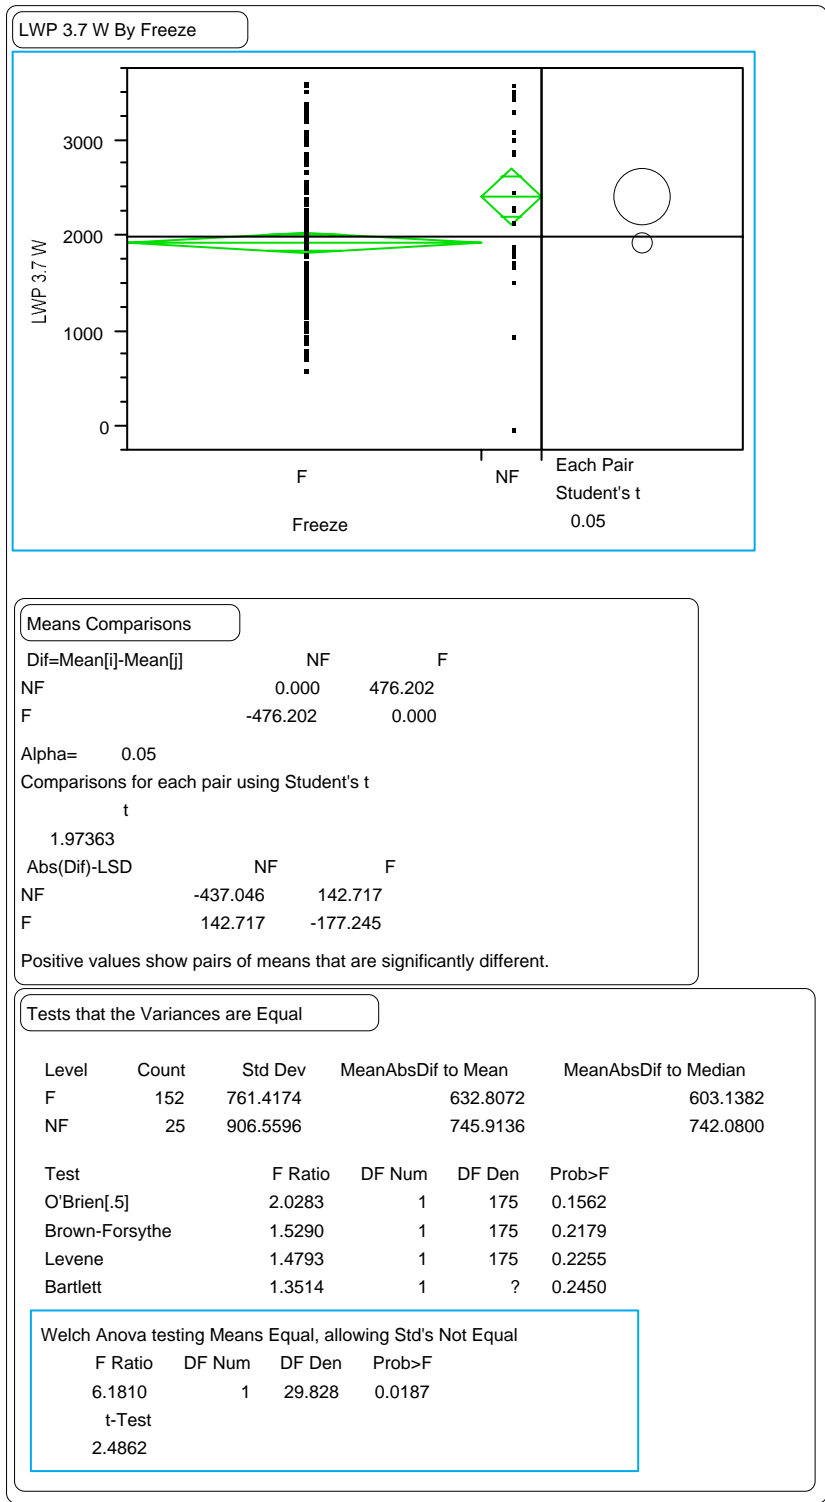 LWP 3.7 W By Freeze
3000
2000
1000
0
LWP 3.7 W
F
NF
Each Pair
Student's t
0.05
Freeze
Means Comparisons
Dif=Mean[i]-Mean[j] NF F
NF 0.000 476.202
F -476.202 0.000
Alpha= 0.05
Comparisons for each pair using Student's t
t
1.97363
Abs(Dif)-LSD NF F
NF -437.046 142.717
F 142.717 -177.245
Positive values show pairs of means that are significantly different.
Tests that the Variances are Equal
Level Count Std Dev MeanAbsDif to Mean MeanAbsDif to Median
F 152 761.4174 632.8072 603.1382
NF 25 906.5596 745.9136 742.0800
Test F Ratio DF Num DF Den Prob>F
O'Brien[.5] 2.0283 1 175 0.1562
Brown-Forsythe 1.5290 1 175 0.2179
Levene 1.4793 1 175 0.2255
Bartlett 1.3514 1 ? 0.2450
Welch Anova testing Means Equal, allowing Std's Not Equal
F Ratio DF Num DF Den Prob>F
6.1810 1 29.828 0.0187
t-Test
2.4862